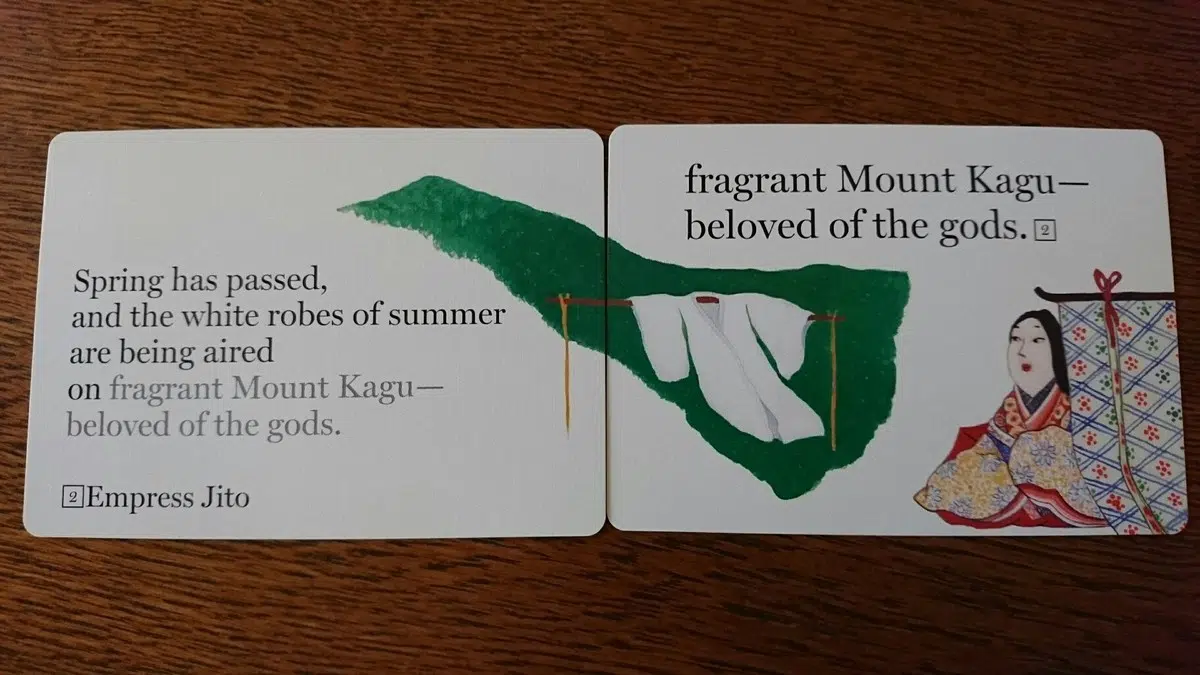 Spring has passed,
and the white robes of summer
are being aired
on fragrant Mount Kagu—
beloved of the gods.
2 Empress Jito
fragrant Mount Kagu—
beloved of the gods. 2